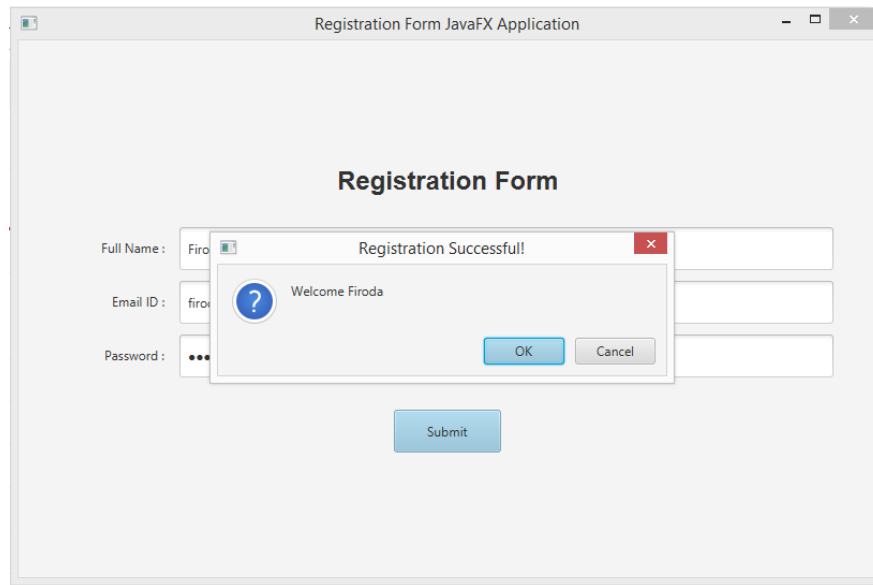 Registration Form JavaFX Application
Registration Form
Full Name :
Registration Successful!
Welcome Firoda
Email ID :
OK Cancel
Password :
Submit